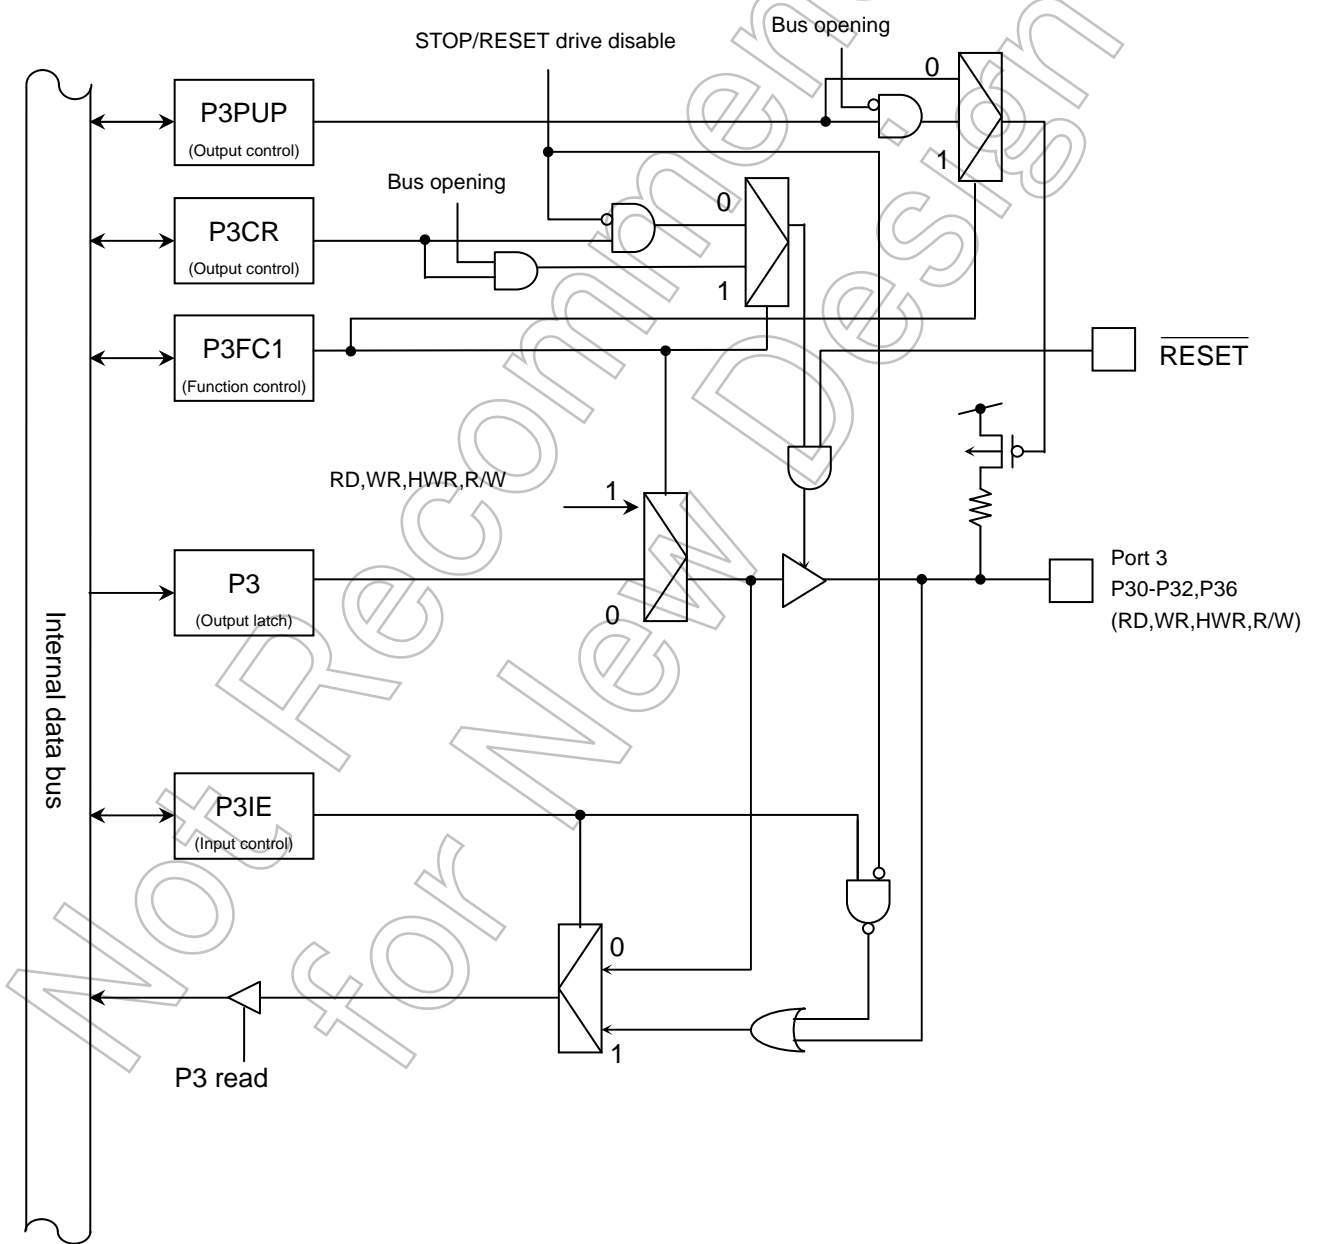 Bus opening
STOP/RESET drive disable
0
P3PUP
(Output control)
1
Bus opening
0
P3CR
(Output control)
1
P3FC1
(Function control)
RESET
RD,WR,HWR,R/W
1
Port 3
P30-P32,P36
(RD,WR,HWR,R/W)
P3
(Output latch)
0
Internal data bus
P3IE
(Input control)
0
1
P3 read
Not Recommen
for New Design